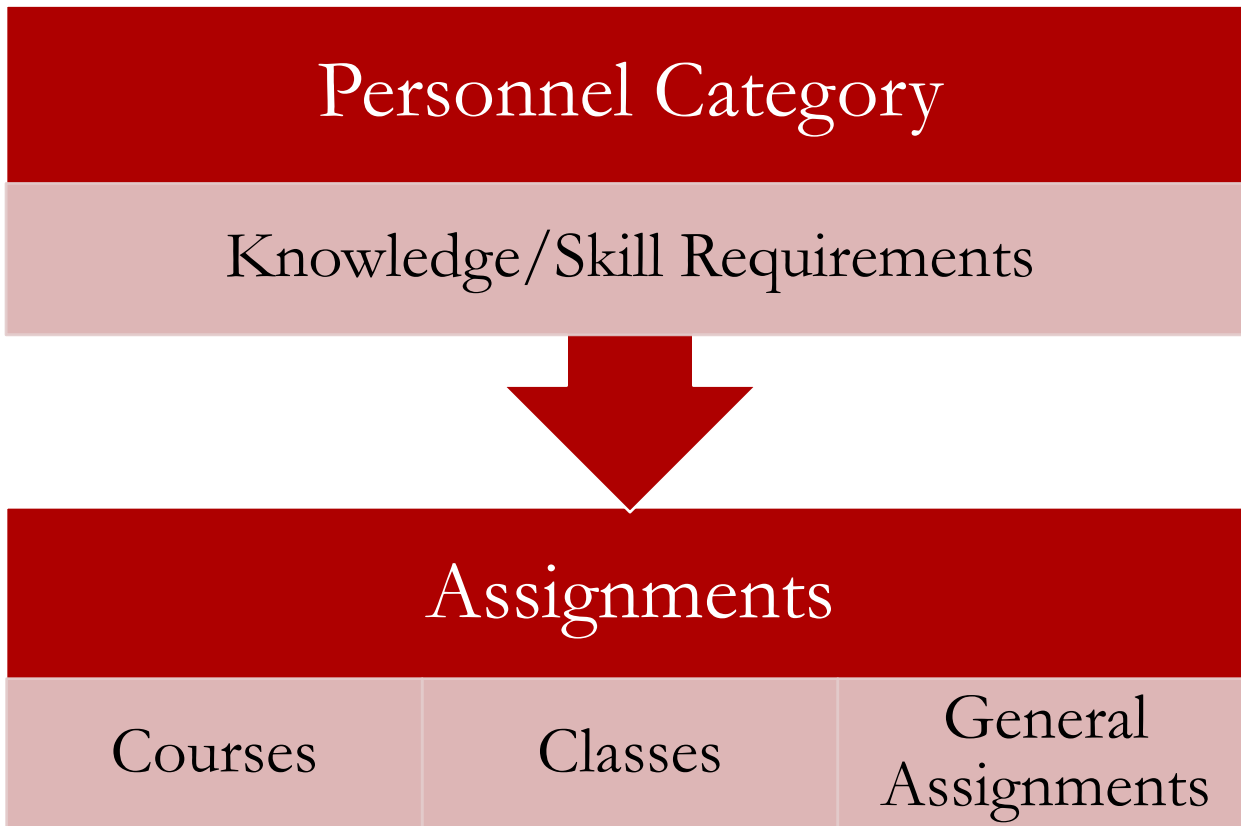 Personnel Category
Knowledge/Skill Requirements
Assignments
Courses
Classes
General
Assignments